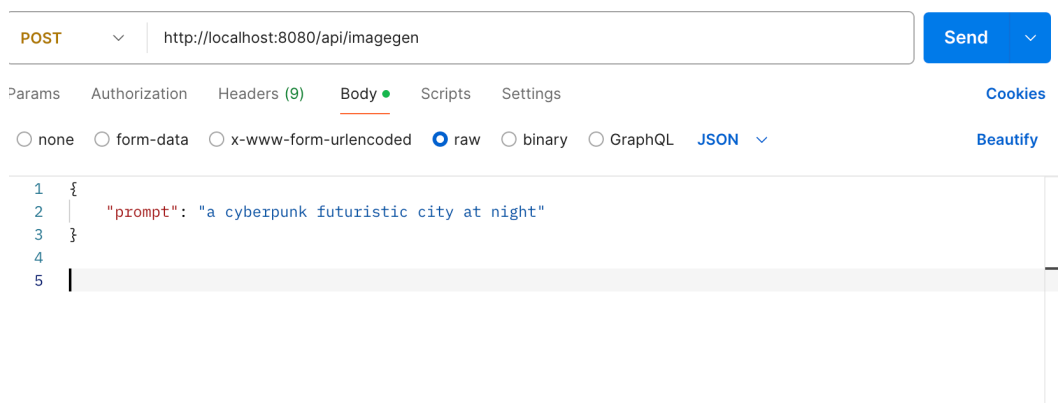 POST http://localhost:8080/api/imagegen Send
Params Authorization Headers (9) Body Scripts Settings Cookies
none form-data x-www-form-urlencoded raw binary GraphQL JSON Beautify
1 {
2 "prompt": "a cyberpunk futuristic city at night"
3 }
4
5